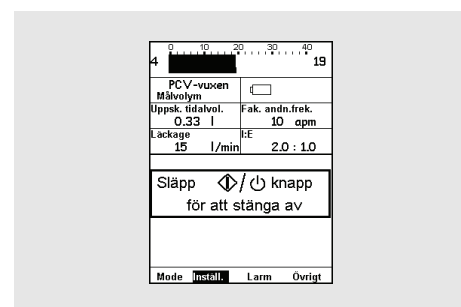 0 10 20 30 40
4 19
PCV-vuxen
Målvolym
Uppsk. tidalvol. Fak. andn.frek.
0.33 l 10 apm
Läckage I:E
15 l/min 2.0 : 1.0
Släpp / knapp
för att stänga av
Mode Install. Larm Övrigt